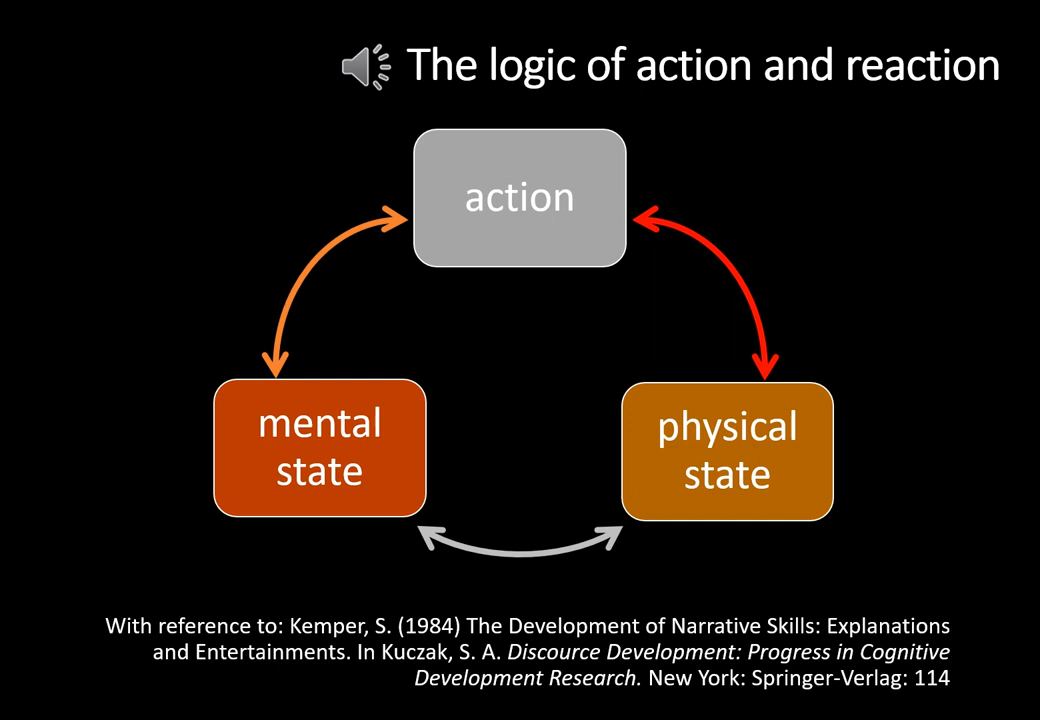 The logic of action and reaction
action
mental
state
physical
state
With reference to: Kemper, S. (1984) The Development of Narrative Skills: Explanations
and Entertainments. In Kuczak, S. A. Discource Development: Progress in Cognitive
Development Research. New York: Springer-Verlag: 114